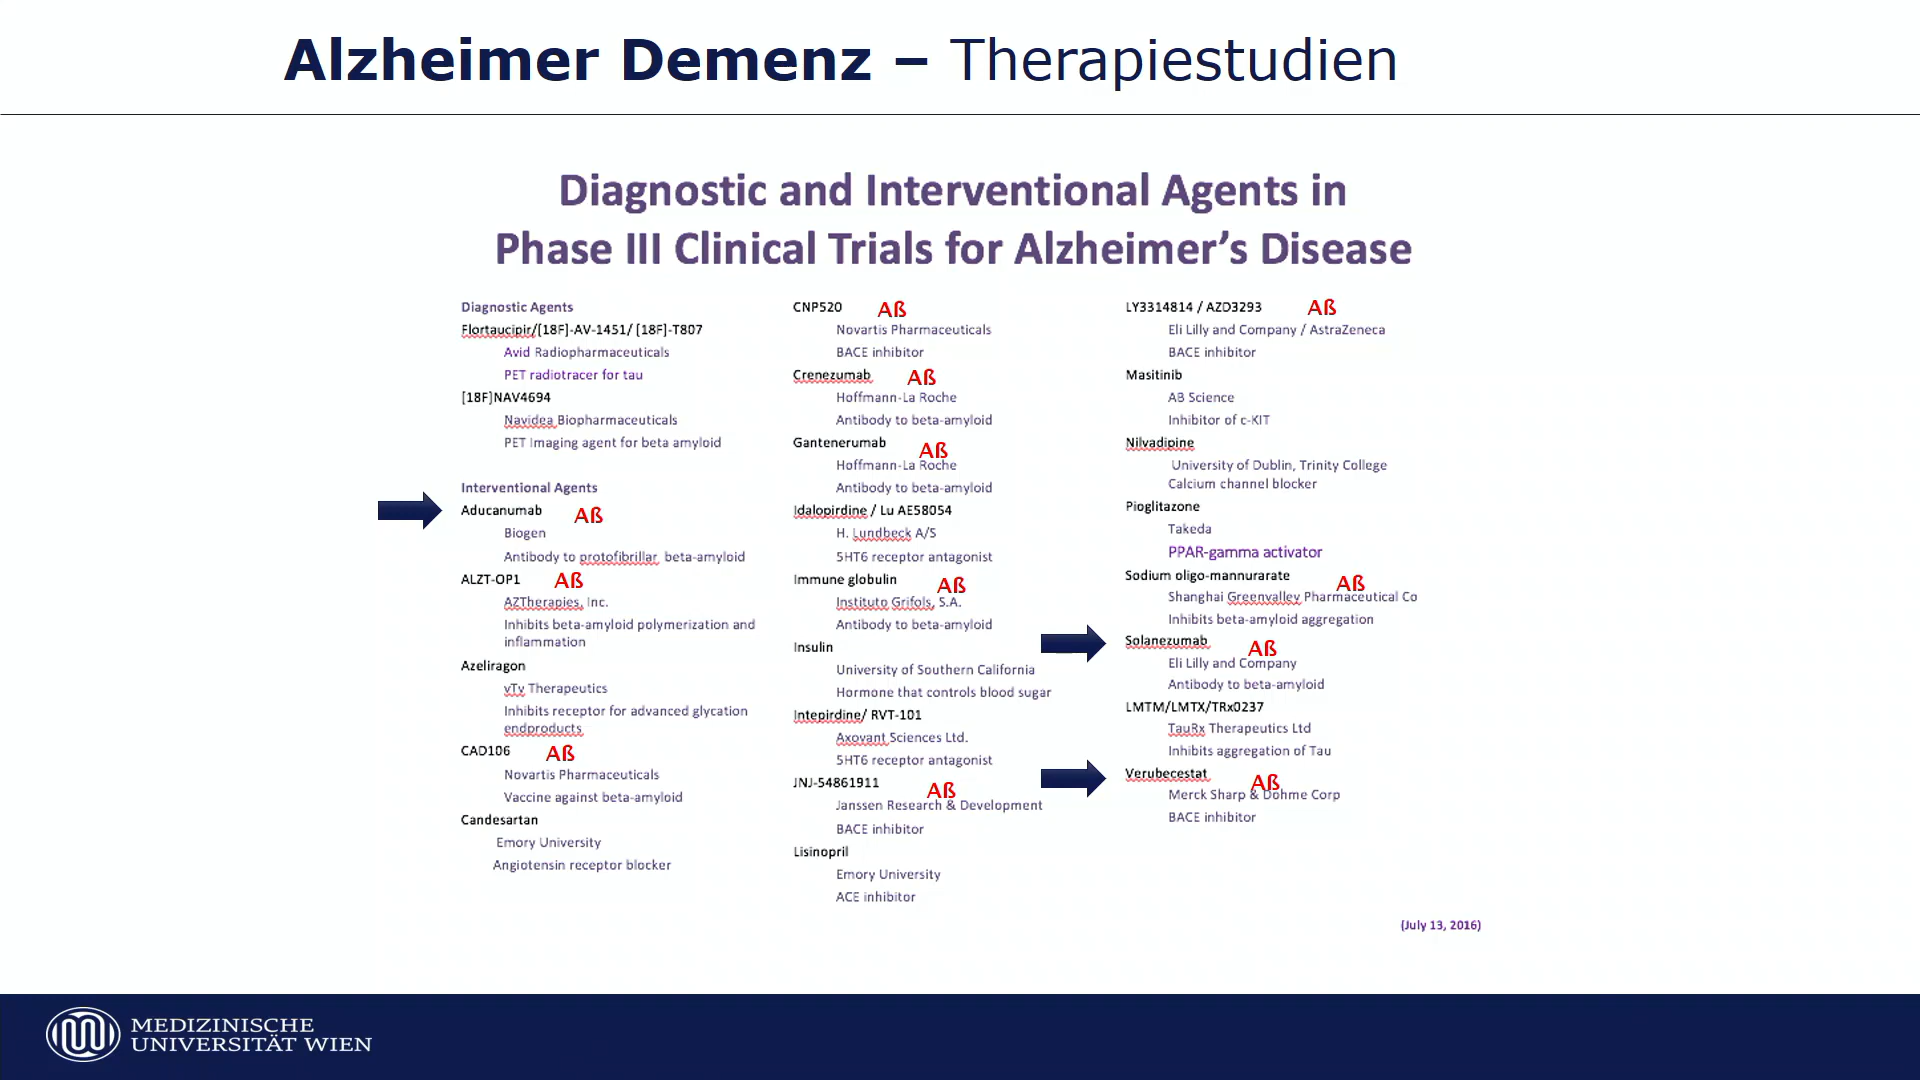 Alzheimer Demenz – Therapiestudien
Diagnostic and Interventional Agents in
Phase III Clinical Trials for Alzheimer’s Disease
Diagnostic Agents
Flortaucipir/[18F]-AV-1451/ [18F]-T807
Avid Radiopharmaceuticals
PET radiotracer for tau
[18F]NAV4694
Navidea Biopharmaceuticals
PET Imaging agent for beta amyloid
Interventional Agents
Aducanumab Aß
Biogen
Antibody to protofibrillar beta-amyloid
ALZT-OP1 Aß
AZTherapies, Inc.
Inhibits beta-amyloid polymerization and
inflammation
Azeliragon
vTv Therapeutics
Inhibits receptor for advanced glycation
endproducts
CAD106 Aß
Novartis Pharmaceuticals
Vaccine against beta-amyloid
Candesartan
Emory University
Angiotensin receptor blocker
CNP520 Aß
Novartis Pharmaceuticals
BACE inhibitor
Crenezumab Aß
Hoffmann-La Roche
Antibody to beta-amyloid
Gantenerumab Aß
Hoffmann-La Roche
Antibody to beta-amyloid
Idalopirdine / Lu AE58054
H. Lundbeck A/S
5HT6 receptor antagonist
Immune globulin Aß
Instituto Grifols, S.A.
Antibody to beta-amyloid
Insulin
University of Southern California
Hormone that controls blood sugar
Intepirdine/ RVT-101
Axovant Sciences Ltd.
5HT6 receptor antagonist
JNJ-54861911 Aß
Janssen Research & Development
BACE inhibitor
Lisinopril
Emory University
ACE inhibitor
LY3314814 / AZD3293 Aß
Eli Lilly and Company / AstraZeneca
BACE inhibitor
Masitinib
AB Science
Inhibitor of c-KIT
Nilvadipine
University of Dublin, Trinity College
Calcium channel blocker
Pioglitazone
Takeda
PPAR-gamma activator
Sodium oligo-mannurarate Aß
Shanghai Greenvalley Pharmaceutical Co
Inhibits beta-amyloid aggregation
Solanezumab Aß
Eli Lilly and Company
Antibody to beta-amyloid
LMTM/LMTX/TRx0237
TauRx Therapeutics Ltd
Inhibits aggregation of Tau
Verubecestat Aß
Merck Sharp & Dohme Corp
BACE inhibitor
(July 13, 2016)
MEDIZINISCHE
UNIVERSITÄT WIEN